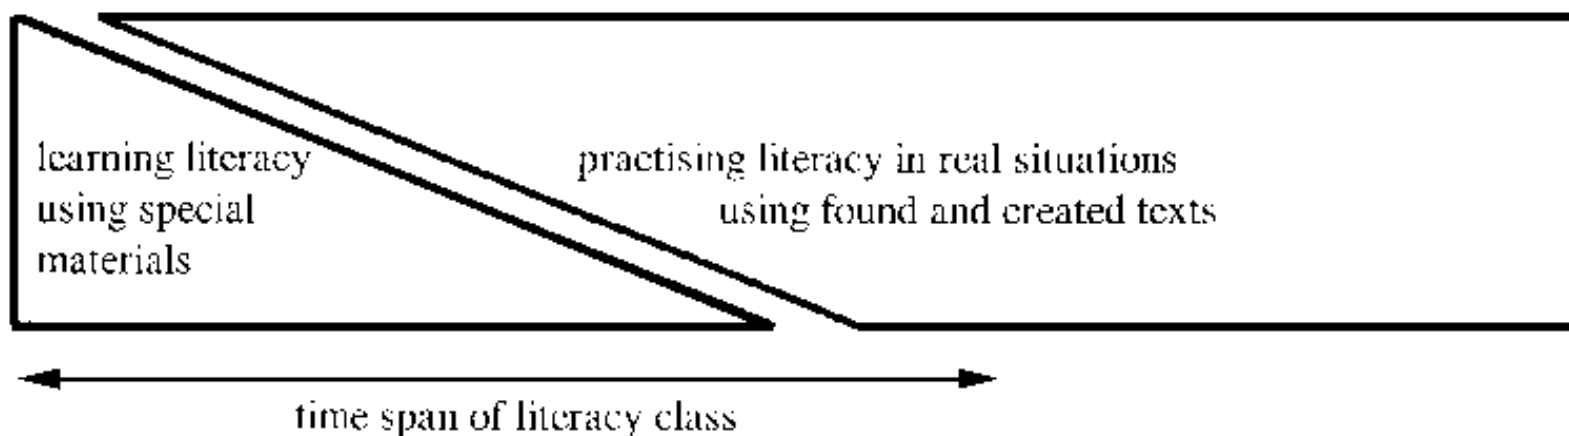 learning literacy
using special
materials
practising literacy in real situations
using found and created texts
time span of literacy class